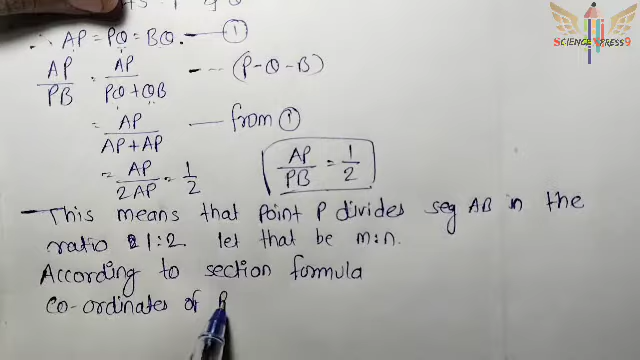 SCIENCE XPRESS9
∴ AP = PQ = BQ. — ①
AP/PB = AP/(PQ + QB) --- (P-Q-B)
= AP/(AP + AP) — from ①
= AP/2AP = 1/2
AP/PB = 1/2
– This means that point P divides seg AB in the
ratio 1:2. let that be m:n.
According to section formula
co-ordinates of P